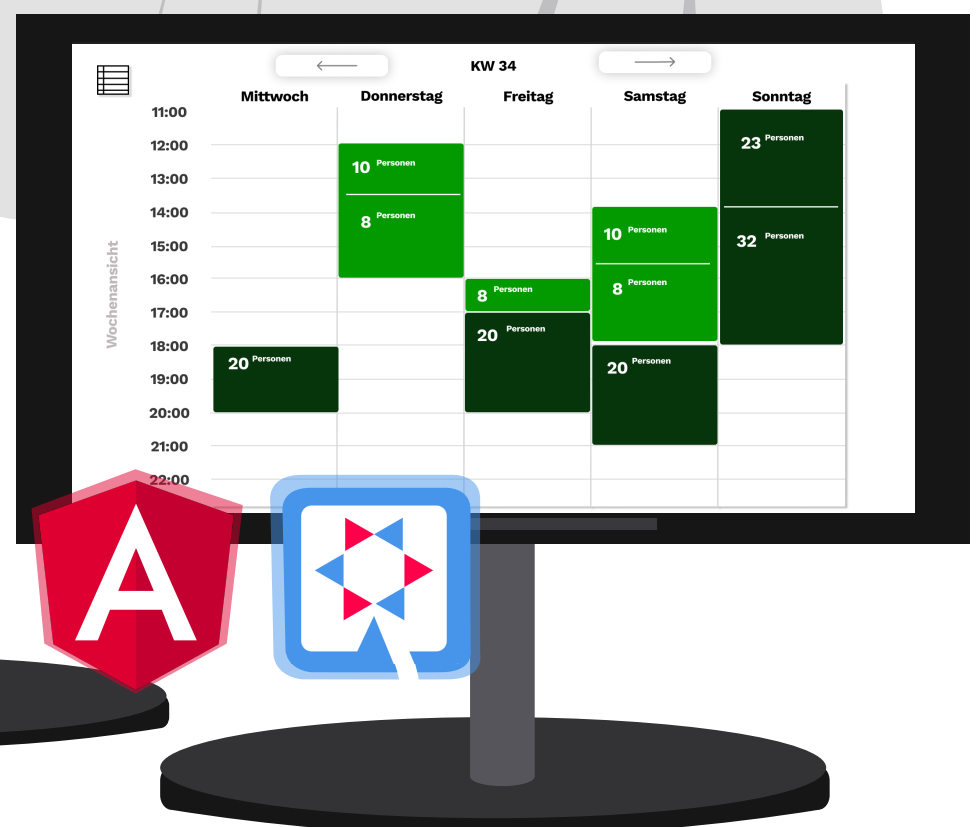 KW 34
Mittwoch Donnerstag Freitag Samstag Sonntag
11:00
12:00
13:00
14:00
15:00
16:00
17:00
18:00
19:00
20:00
21:00
22:00
Wochenansicht
20 Personen
10 Personen
8 Personen
8 Personen
20 Personen
10 Personen
8 Personen
20 Personen
23 Personen
32 Personen
A